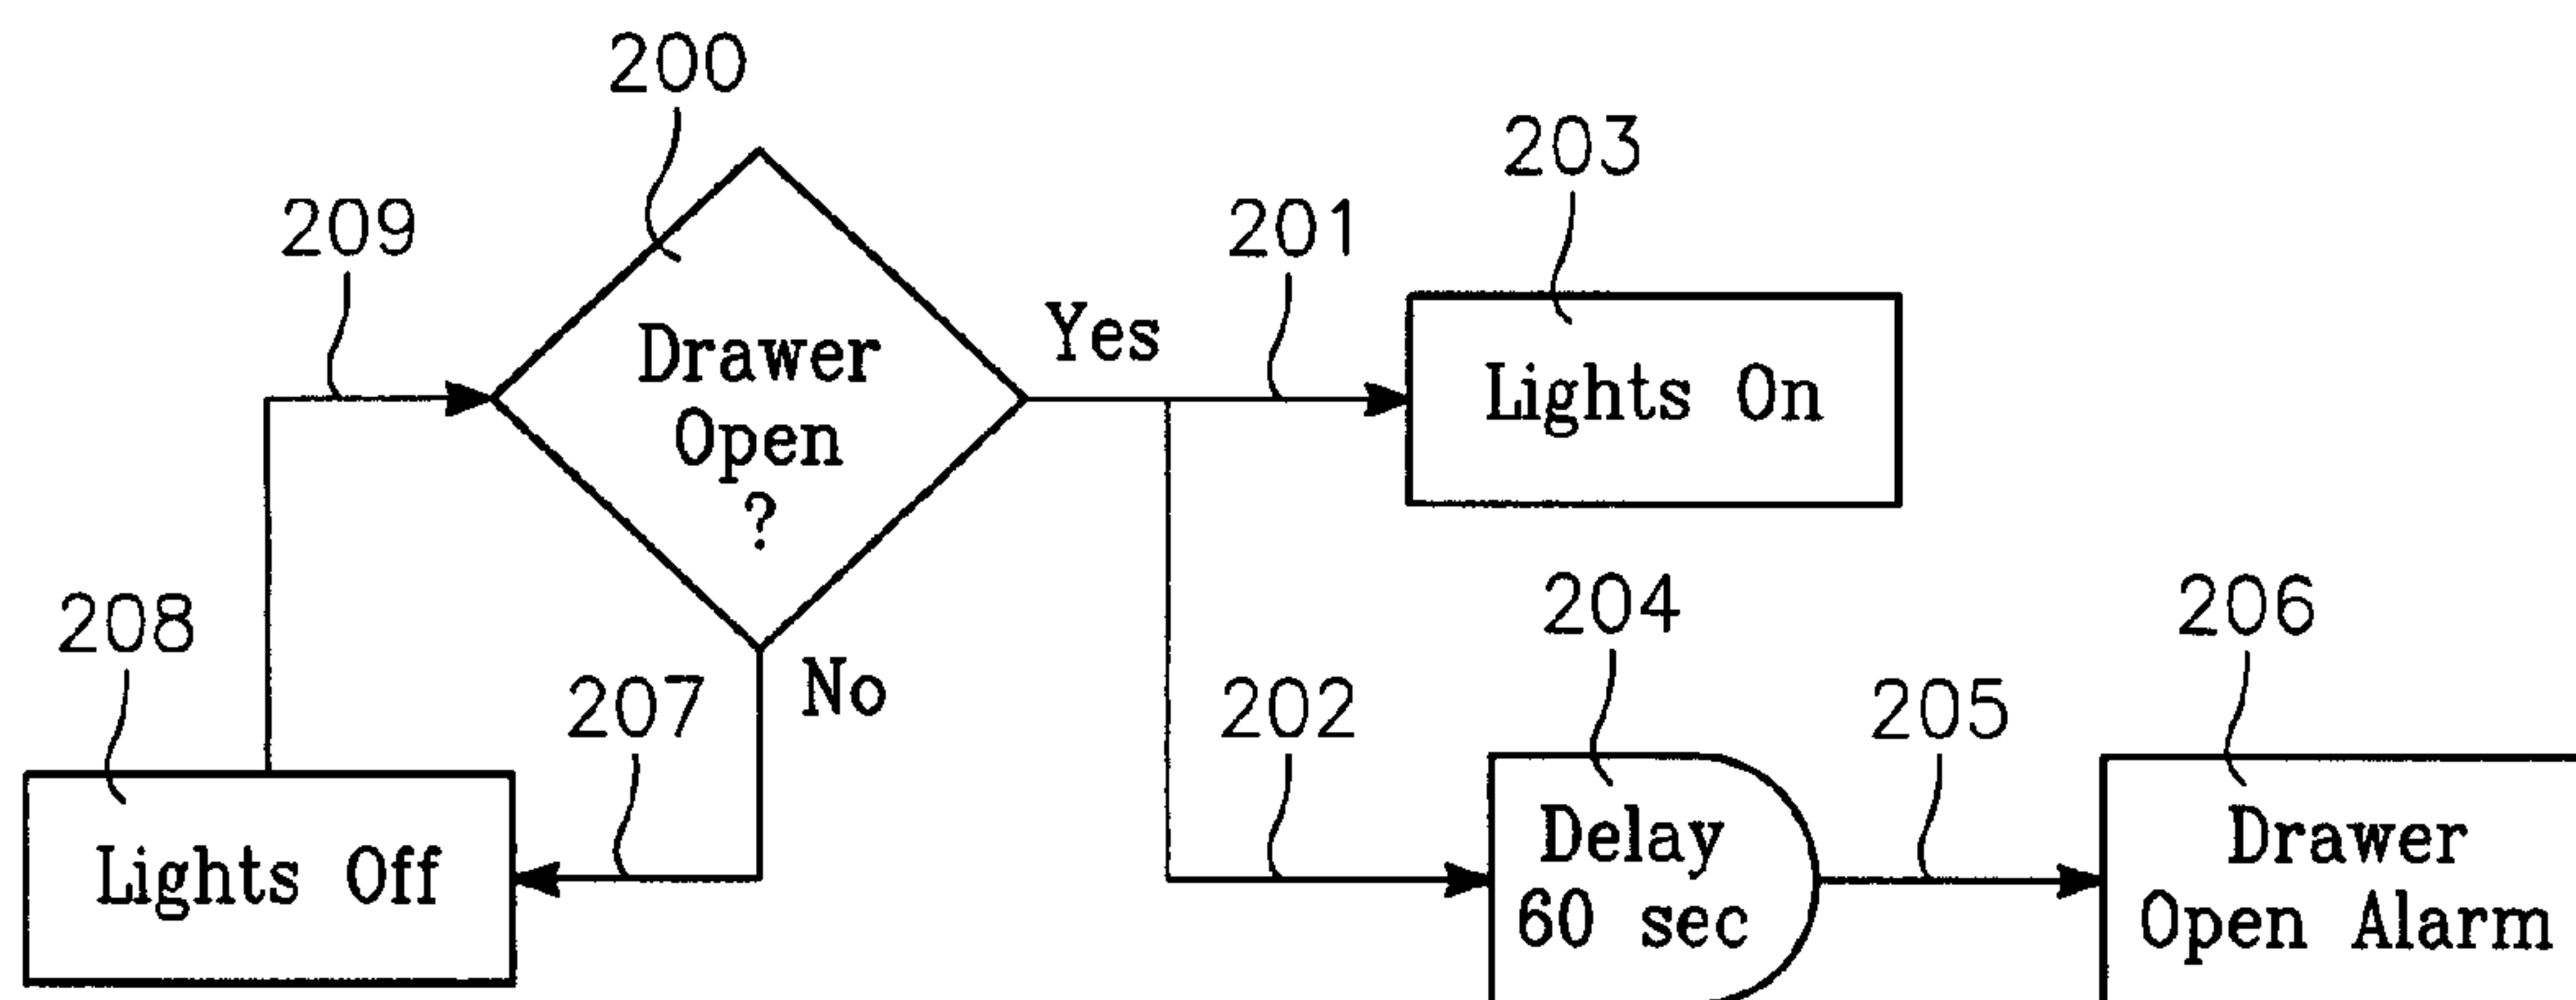 200
203
209
201
Yes
Drawer
Open
?
Lights On
208
204
206
207
No
202
205
Lights Off
Delay
60 sec
Drawer
Open Alarm